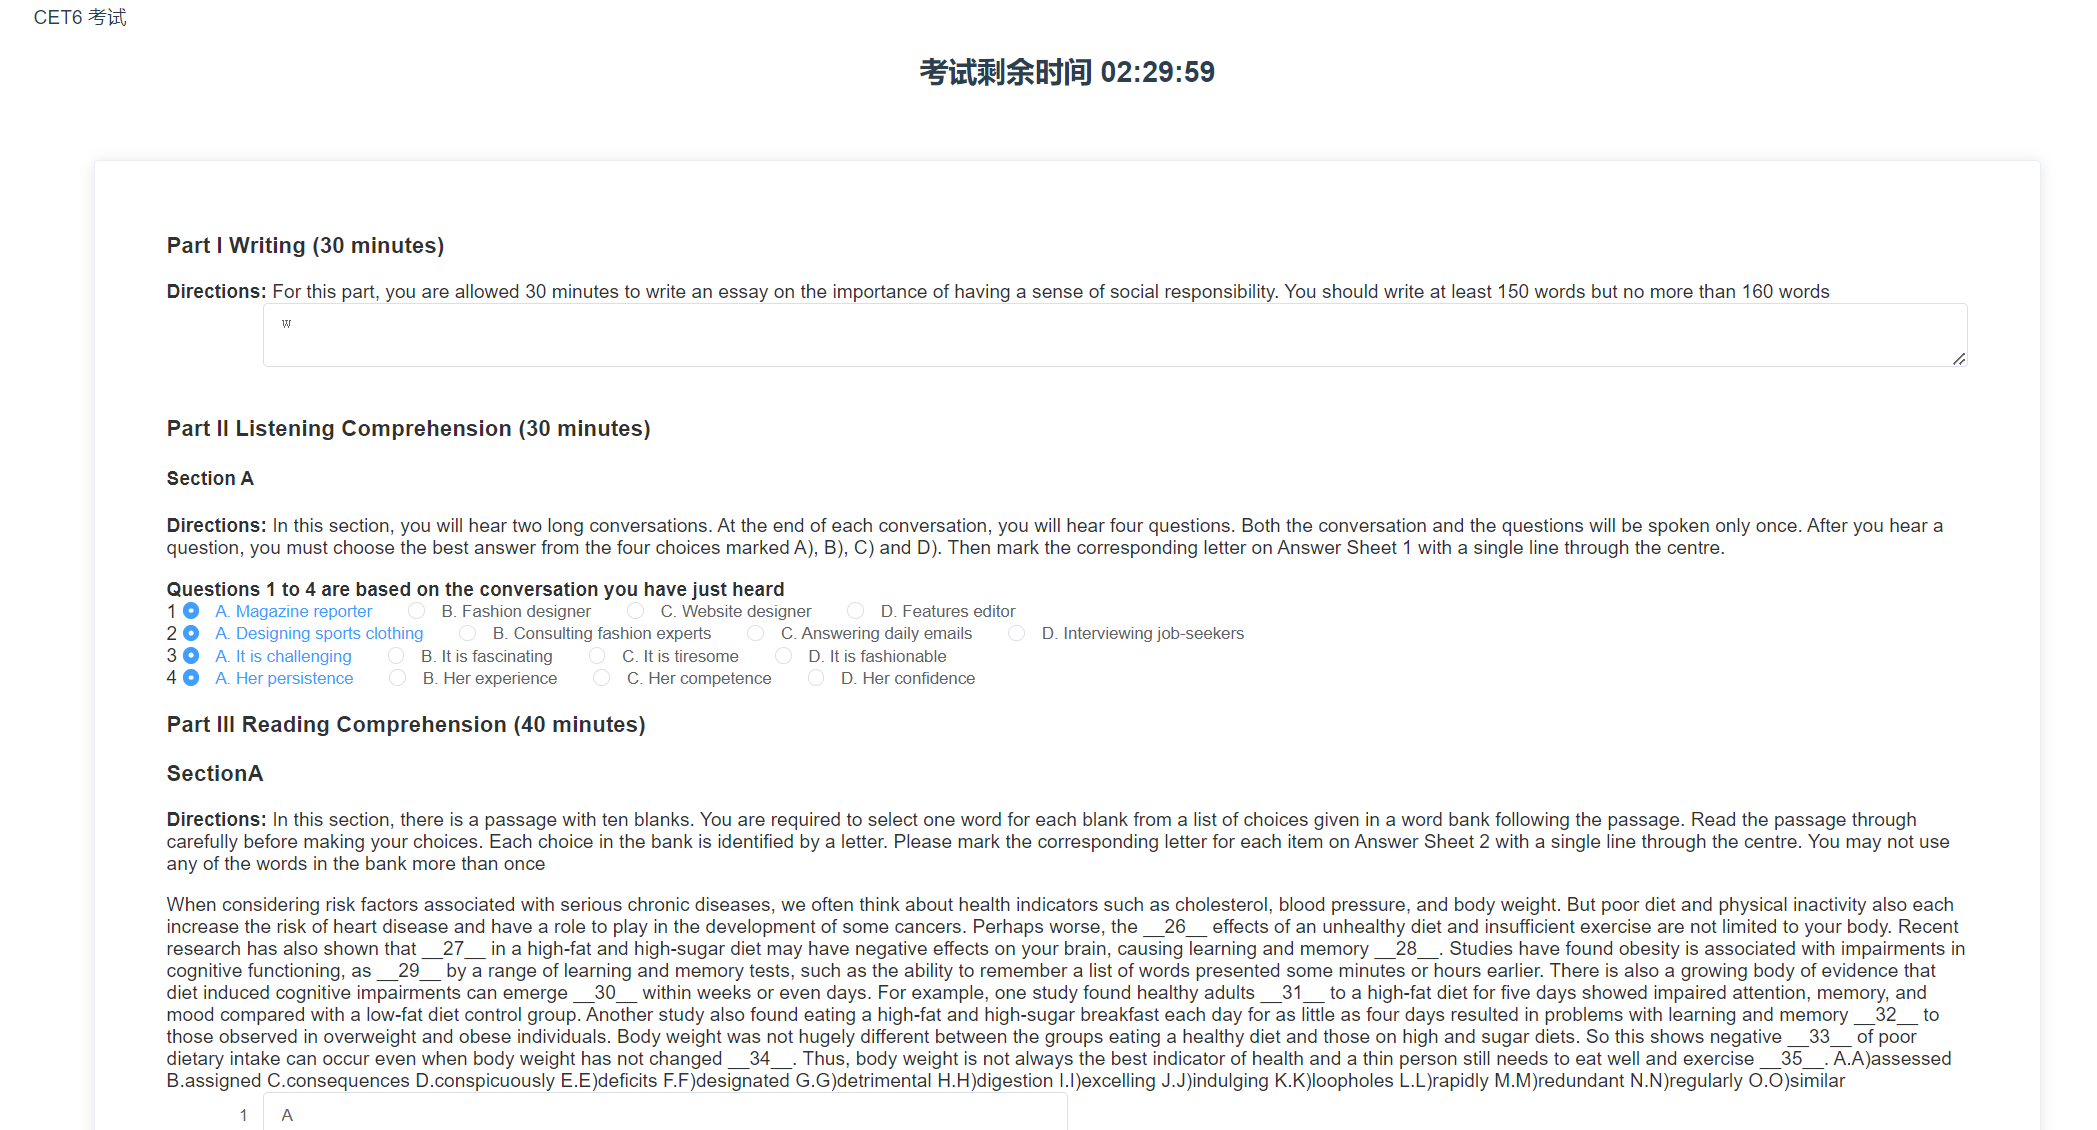 CET6 考试
考试剩余时间 02:29:59
Part I Writing (30 minutes)
Directions: For this part, you are allowed 30 minutes to write an essay on the importance of having a sense of social responsibility. You should write at least 150 words but no more than 160 words
w
Part II Listening Comprehension (30 minutes)
Section A
Directions: In this section, you will hear two long conversations. At the end of each conversation, you will hear four questions. Both the conversation and the questions will be spoken only once. After you hear a
question, you must choose the best answer from the four choices marked A), B), C) and D). Then mark the corresponding letter on Answer Sheet 1 with a single line through the centre.
Questions 1 to 4 are based on the conversation you have just heard
1 A. Magazine reporter B. Fashion designer C. Website designer D. Features editor
2 A. Designing sports clothing B. Consulting fashion experts C. Answering daily emails D. Interviewing job-seekers
3 A. It is challenging B. It is fascinating C. It is tiresome D. It is fashionable
4 A. Her persistence B. Her experience C. Her competence D. Her confidence
Part III Reading Comprehension (40 minutes)
SectionA
Directions: In this section, there is a passage with ten blanks. You are required to select one word for each blank from a list of choices given in a word bank following the passage. Read the passage through
carefully before making your choices. Each choice in the bank is identified by a letter. Please mark the corresponding letter for each item on Answer Sheet 2 with a single line through the centre. You may not use
any of the words in the bank more than once
When considering risk factors associated with serious chronic diseases, we often think about health indicators such as cholesterol, blood pressure, and body weight. But poor diet and physical inactivity also each
increase the risk of heart disease and have a role to play in the development of some cancers. Perhaps worse, the __26__ effects of an unhealthy diet and insufficient exercise are not limited to your body. Recent
research has also shown that __27__ in a high-fat and high-sugar diet may have negative effects on your brain, causing learning and memory __28__. Studies have found obesity is associated with impairments in
cognitive functioning, as __29__ by a range of learning and memory tests, such as the ability to remember a list of words presented some minutes or hours earlier. There is also a growing body of evidence that
diet induced cognitive impairments can emerge __30__ within weeks or even days. For example, one study found healthy adults __31__ to a high-fat diet for five days showed impaired attention, memory, and
mood compared with a low-fat diet control group. Another study also found eating a high-fat and high-sugar breakfast each day for as little as four days resulted in problems with learning and memory __32__ to
those observed in overweight and obese individuals. Body weight was not hugely different between the groups eating a healthy diet and those on high and sugar diets. So this shows negative __33__ of poor
dietary intake can occur even when body weight has not changed __34__. Thus, body weight is not always the best indicator of health and a thin person still needs to eat well and exercise __35__. A.A)assessed
B.assigned C.consequences D.conspicuously E.E)deficits F.F)designated G.G)detrimental H.H)digestion I.I)excelling J.J)indulging K.K)loopholes L.L)rapidly M.M)redundant N.N)regularly O.O)similar
1 A